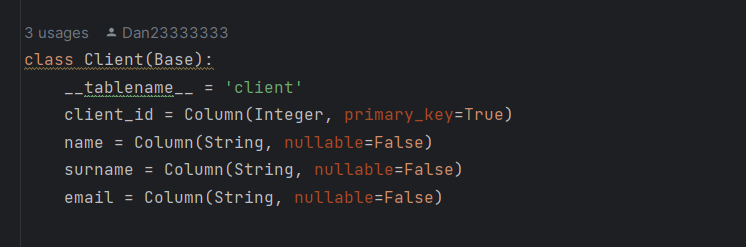 3 usages Dan23333333
class Client(Base):
    __tablename__ = 'client'
    client_id = Column(Integer, primary_key=True)
    name = Column(String, nullable=False)
    surname = Column(String, nullable=False)
    email = Column(String, nullable=False)